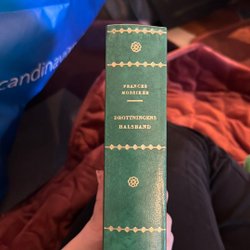 FRANCES
MOSSIKER
DROTTNINGENS
HALSBAND
candinav